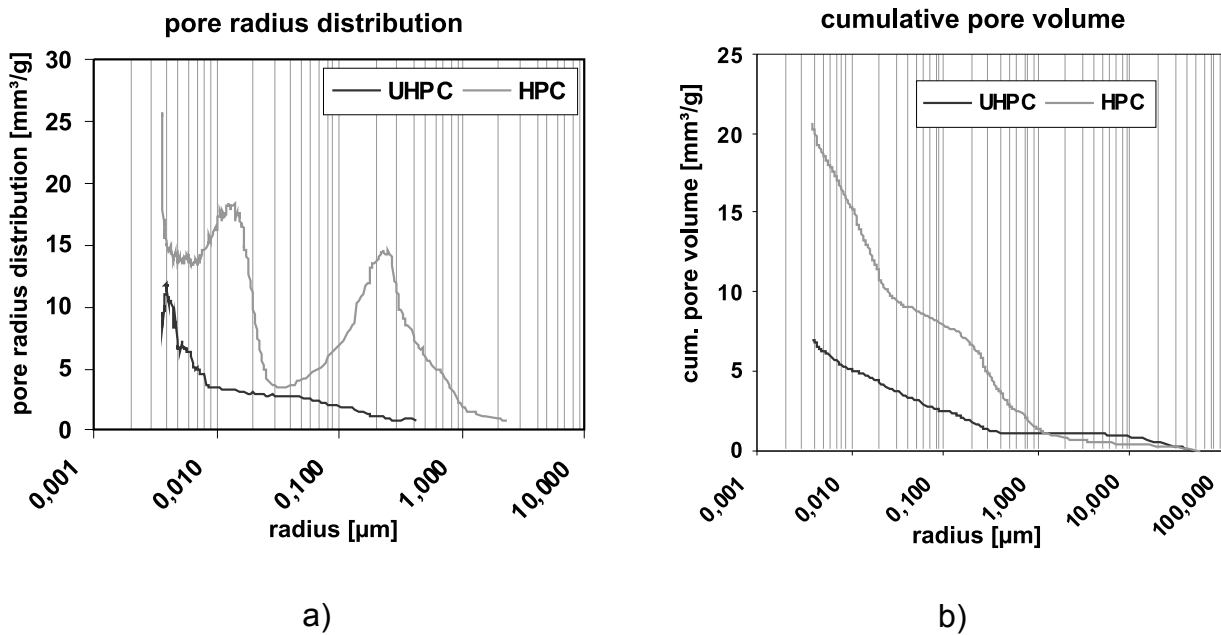 pore radius distribution
pore radius distribution [mm³/g]
30
25
20
15
10
5
0
UHPC HPC
0,001
0,010
0,100
1,000
10,000
radius [µm]
a)
cumulative pore volume
cum. pore volume [mm³/g]
25
20
15
10
5
0
UHPC HPC
0,001
0,010
0,100
1,000
10,000
100,000
radius [µm]
b)